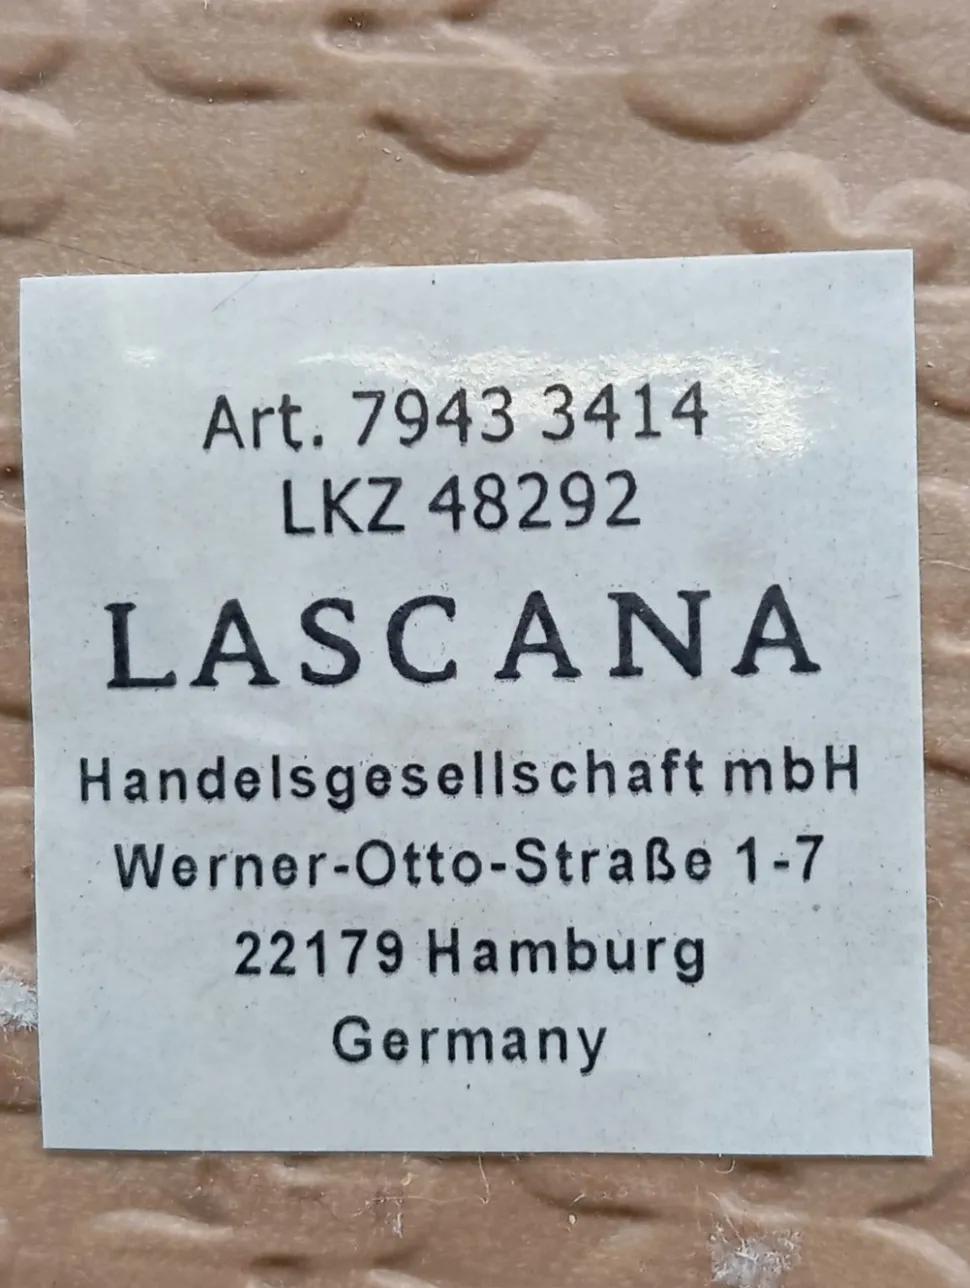 Art. 7943 3414
LKZ 48292
LASCANA
Handelsgesellschaft mbH
Werner-Otto-Straße 1-7
22179 Hamburg
Germany